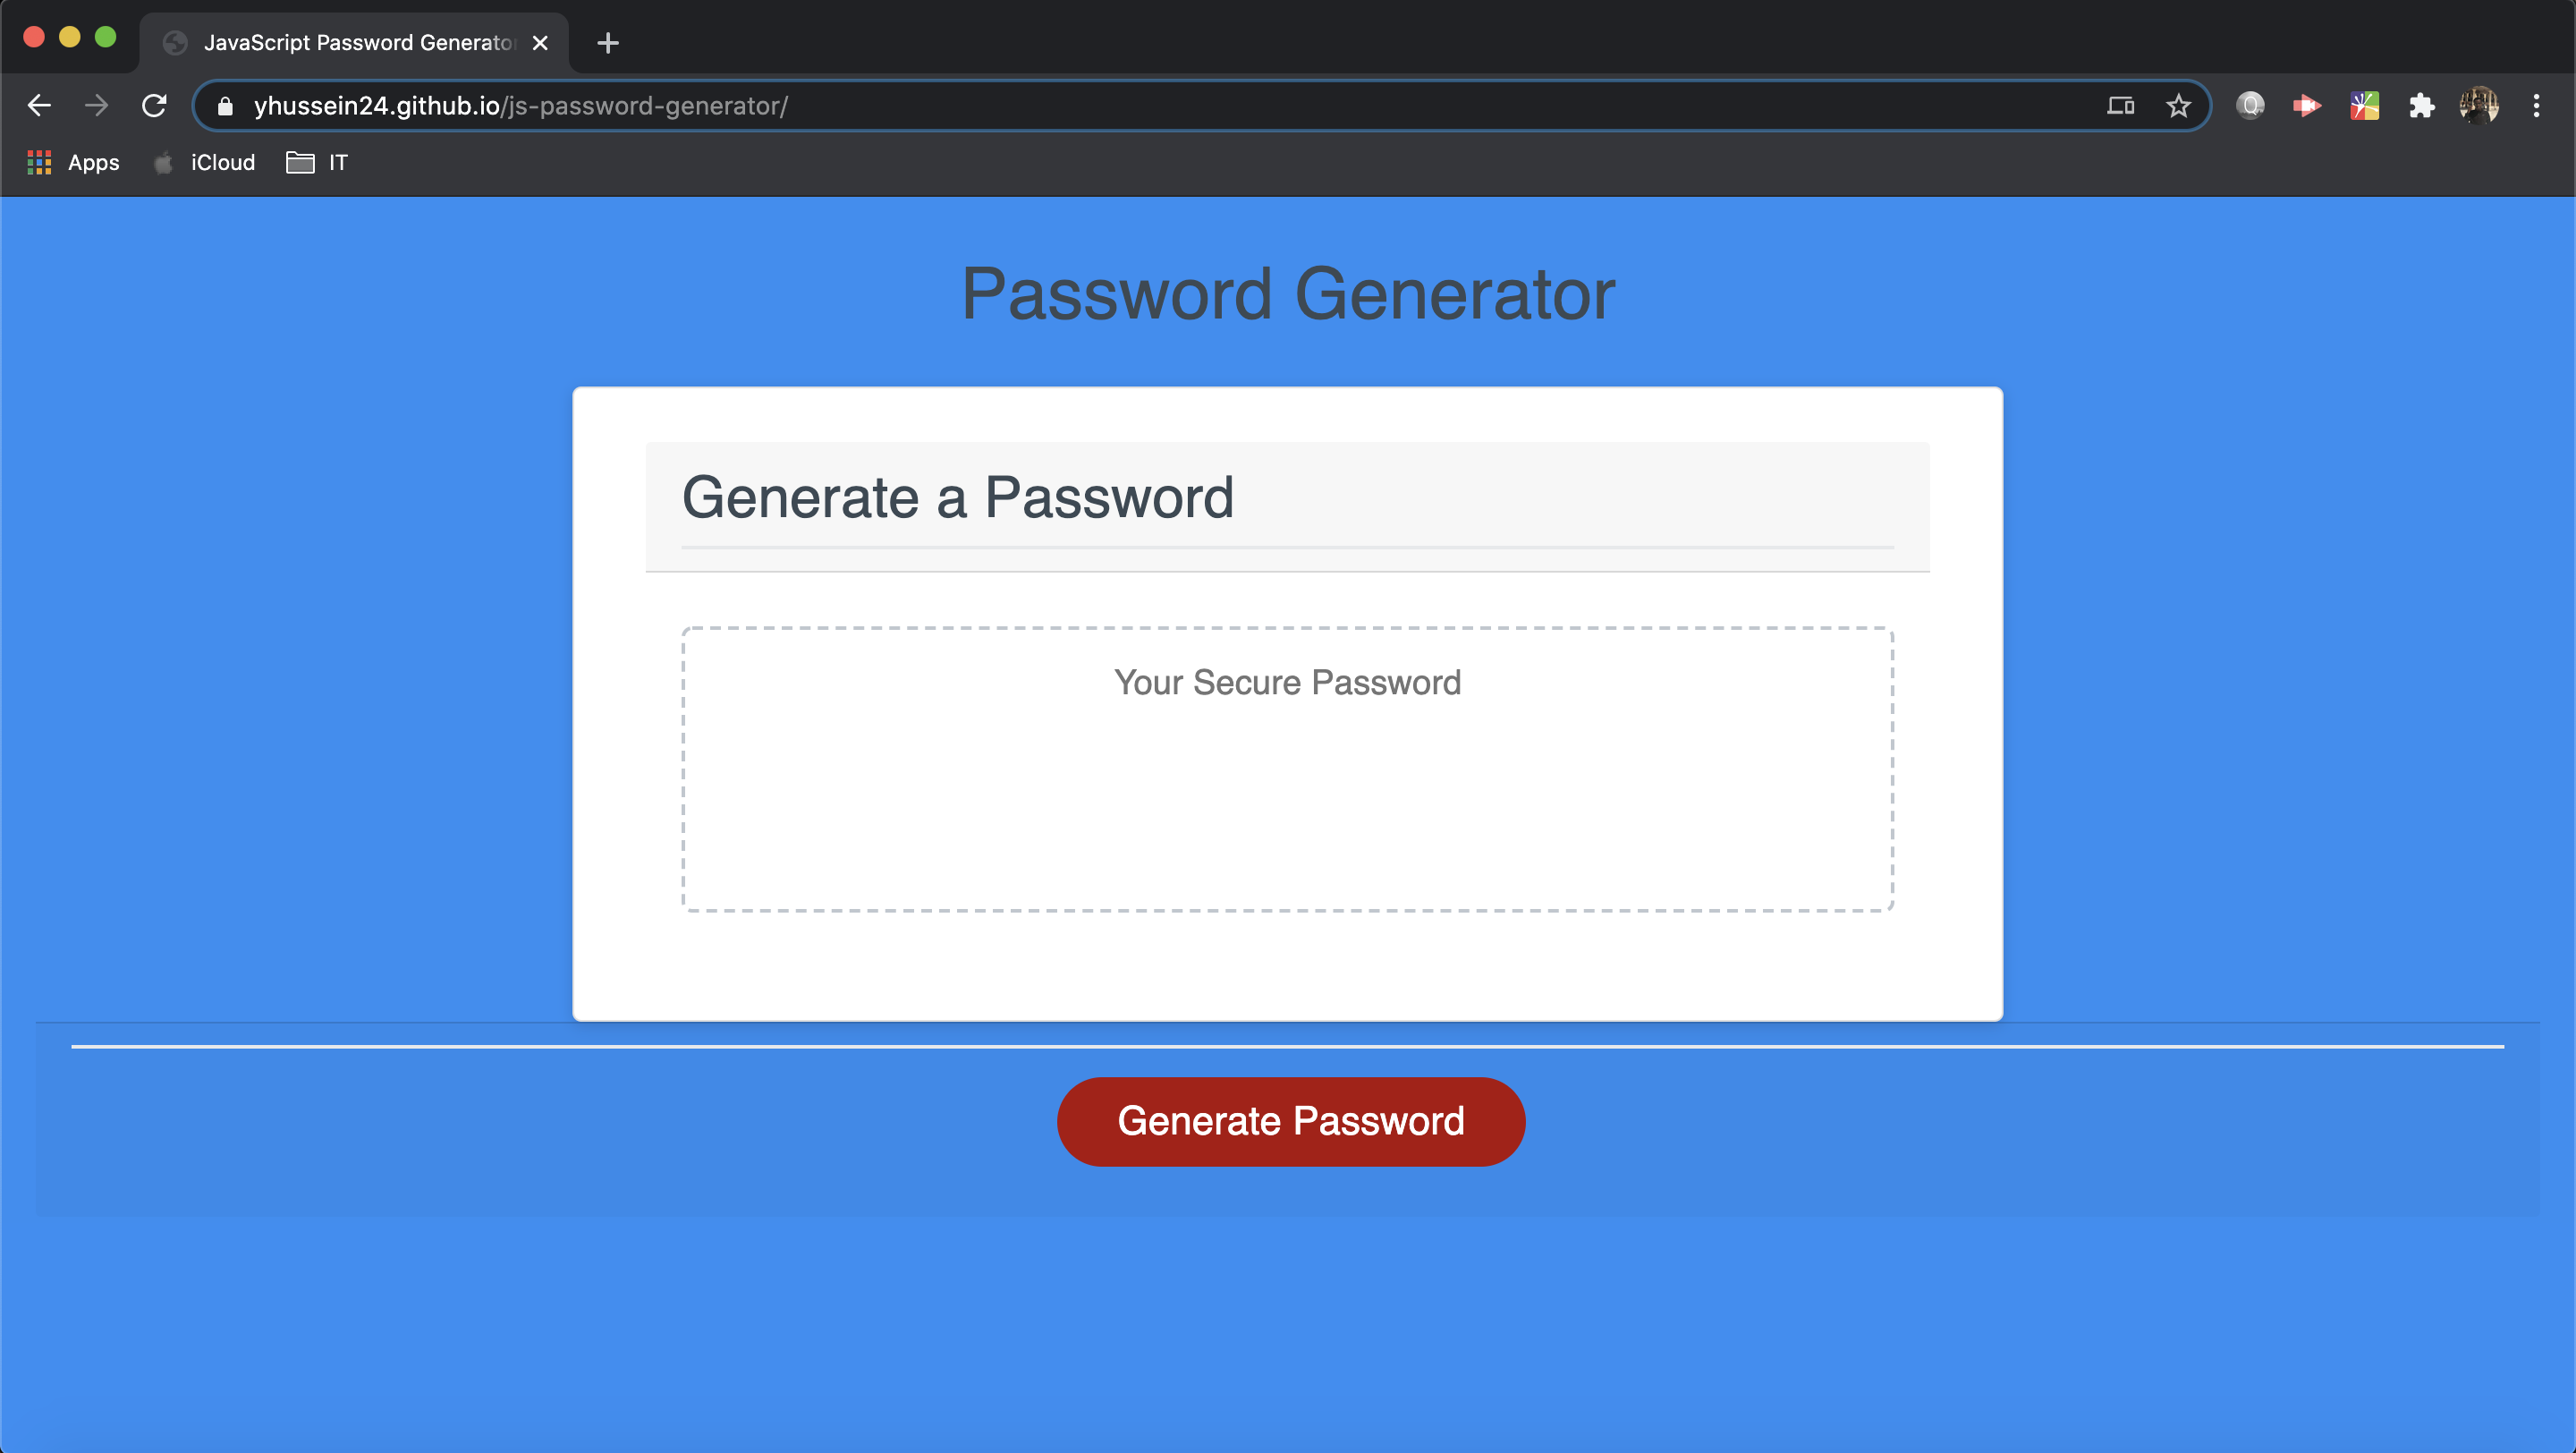 JavaScript Password Generato
yhussein24.github.io/js-password-generator/
Apps
iCloud
IT
Password Generator
Generate a Password
Your Secure Password
Generate Password